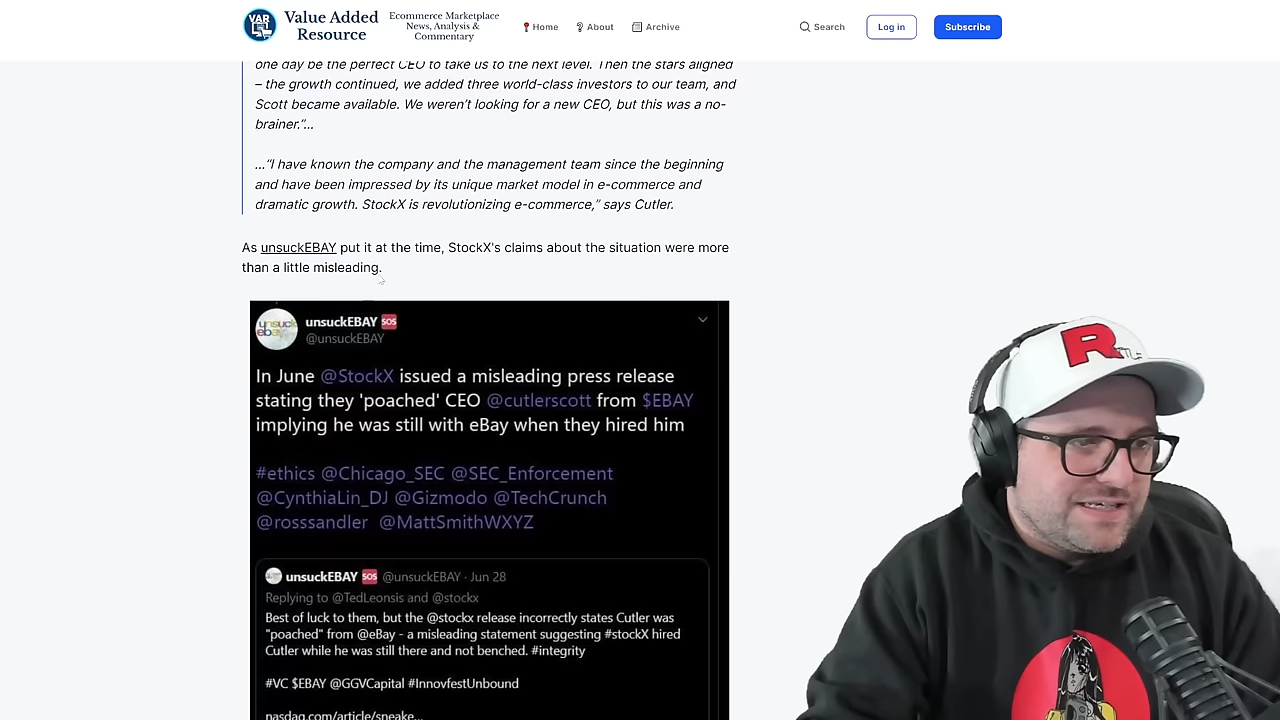 VAR
Value Added
Resource
Ecommerce Marketplace
News, Analysis &
Commentary
Home
About
Archive
Search
Log in
Subscribe
one day be the perfect CEO to take us to the next level. Then the stars aligned
– the growth continued, we added three world-class investors to our team, and
Scott became available. We weren’t looking for a new CEO, but this was a no-
brainer.”...
...“I have known the company and the management team since the beginning
and have been impressed by its unique market model in e-commerce and
dramatic growth. StockX is revolutionizing e-commerce,” says Cutler.
As unsuckEBAY put it at the time, StockX's claims about the situation were more
than a little misleading.
unsuck
ebay
unsuckEBAY SOS
@unsuckEBAY
In June @StockX issued a misleading press release
stating they 'poached' CEO @cutlerscott from $EBAY
implying he was still with eBay when they hired him
#ethics @Chicago_SEC @SEC_Enforcement
@CynthiaLin_DJ @Gizmodo @TechCrunch
@rosssandler @MattSmithWXYZ
unsuckEBAY SOS @unsuckEBAY · Jun 28
Replying to @TedLeonsis and @stockx
Best of luck to them, but the @stockx release incorrectly states Cutler was
"poached" from @eBay - a misleading statement suggesting #stockX hired
Cutler while he was still there and not benched. #integrity
#VC $EBAY @GGVCapital #InnovfestUnbound
nasdaq.com/article/sneake...
R